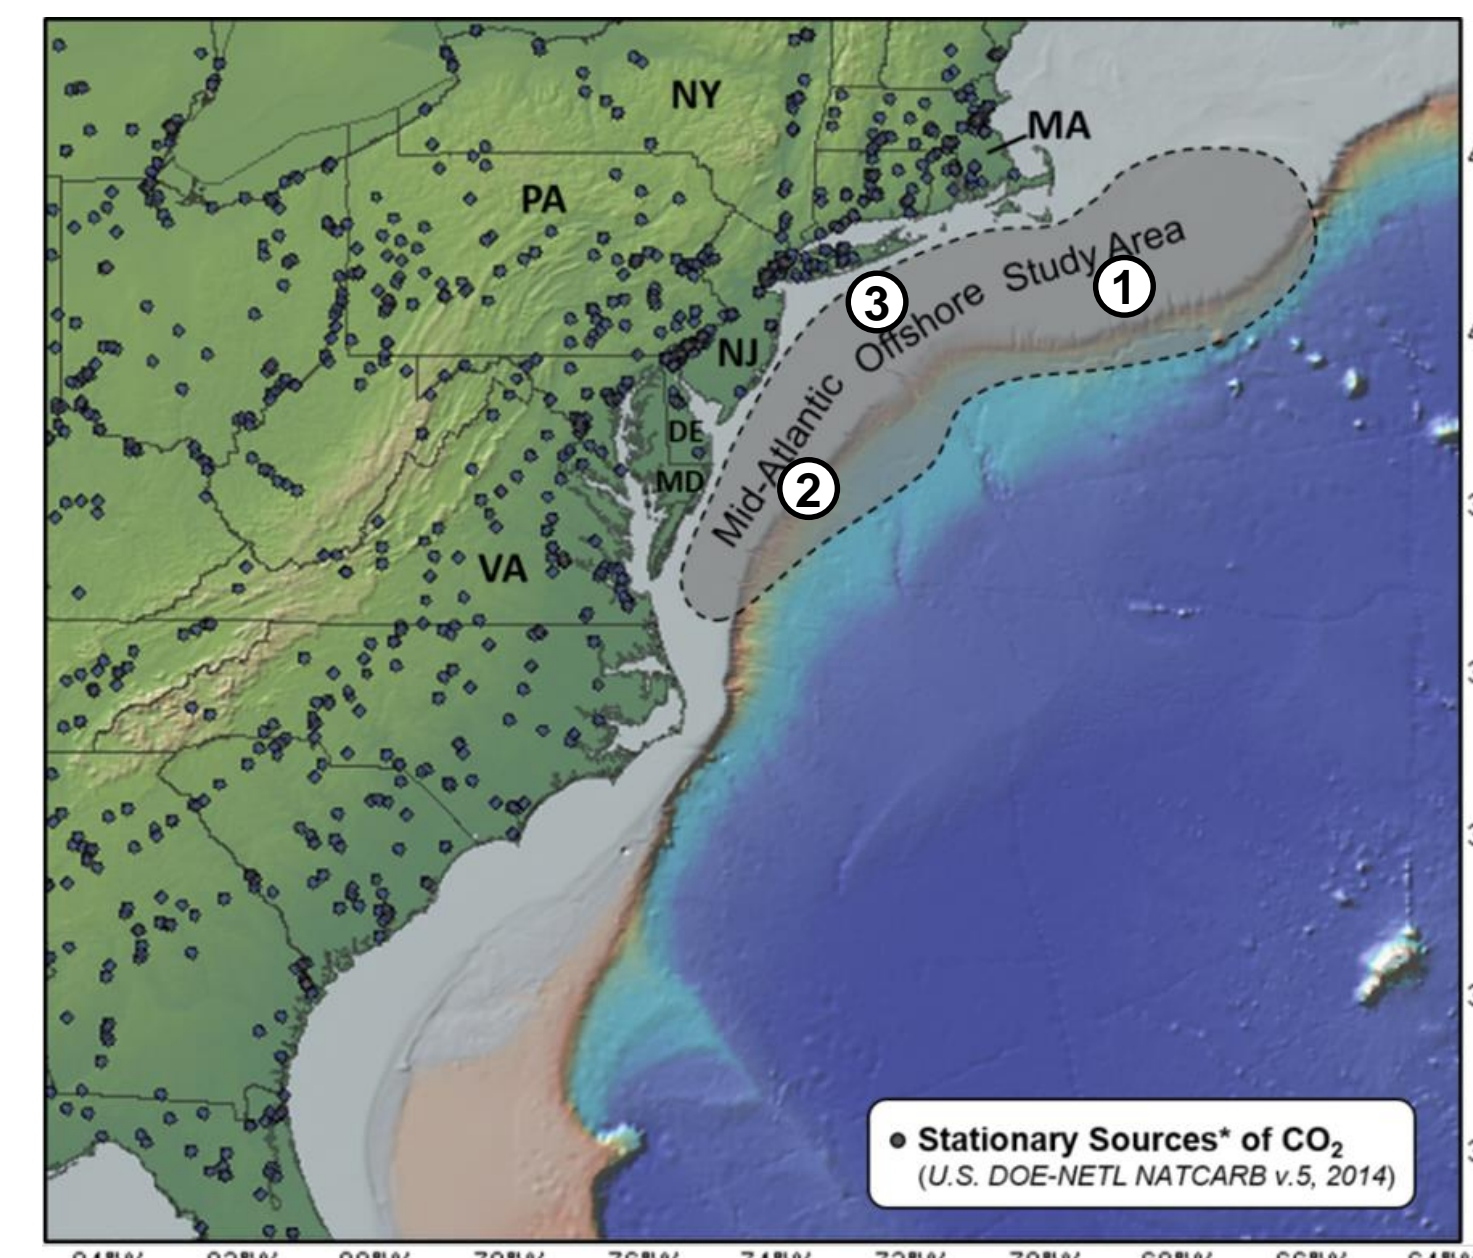 NY
MA
PA
Mid-Atlantic Offshore Study Area
1
3
NJ
DE
2
MD
VA
Stationary Sources* of CO₂
(U.S. DOE-NETL NATCARB v.5, 2014)